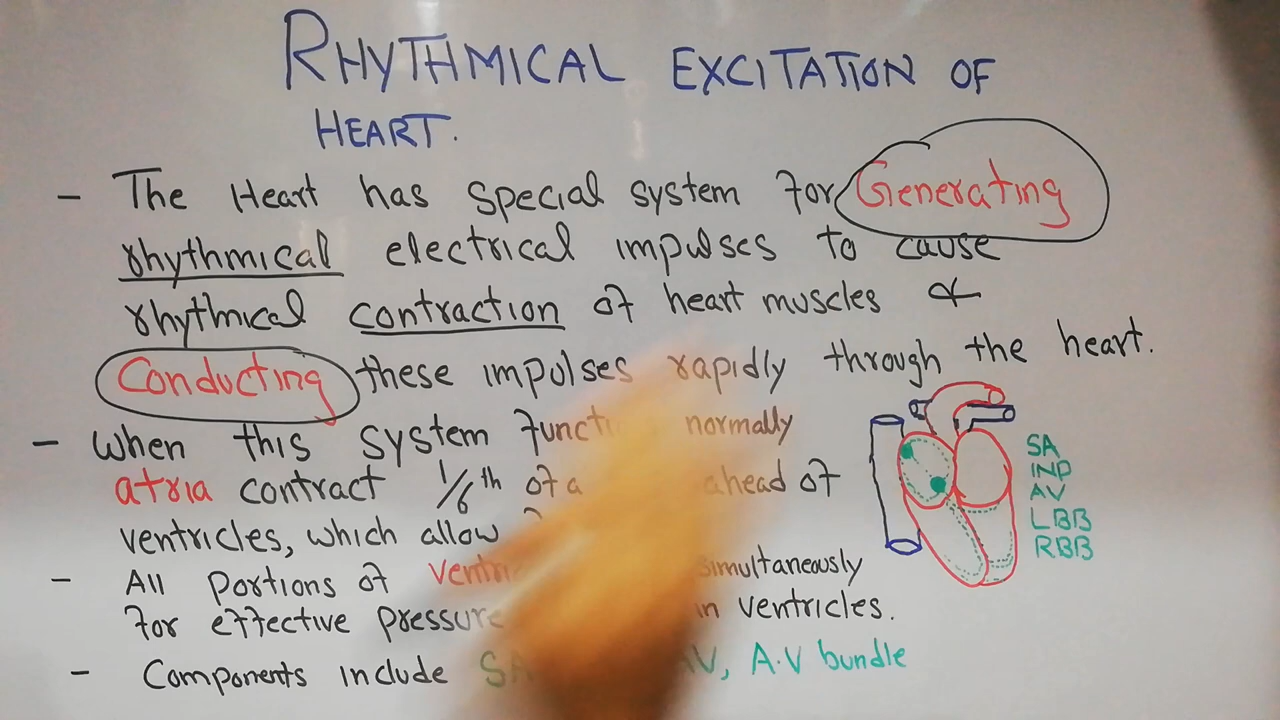 RHYTHMICAL EXCITATION OF
HEART.
- The Heart has special system for Generating
rhythmical electrical impulses to cause
rhythmical contraction of heart muscles &
Conducting these impulses rapidly through the heart.
- When this system normally
atria contract 1/6th of a ahead of
ventricles, which allow
- All portions of simultaneously
for effective pressure in ventricles.
- Components include AV, A.V bundle
SA
IND
AV
LBB
RBB